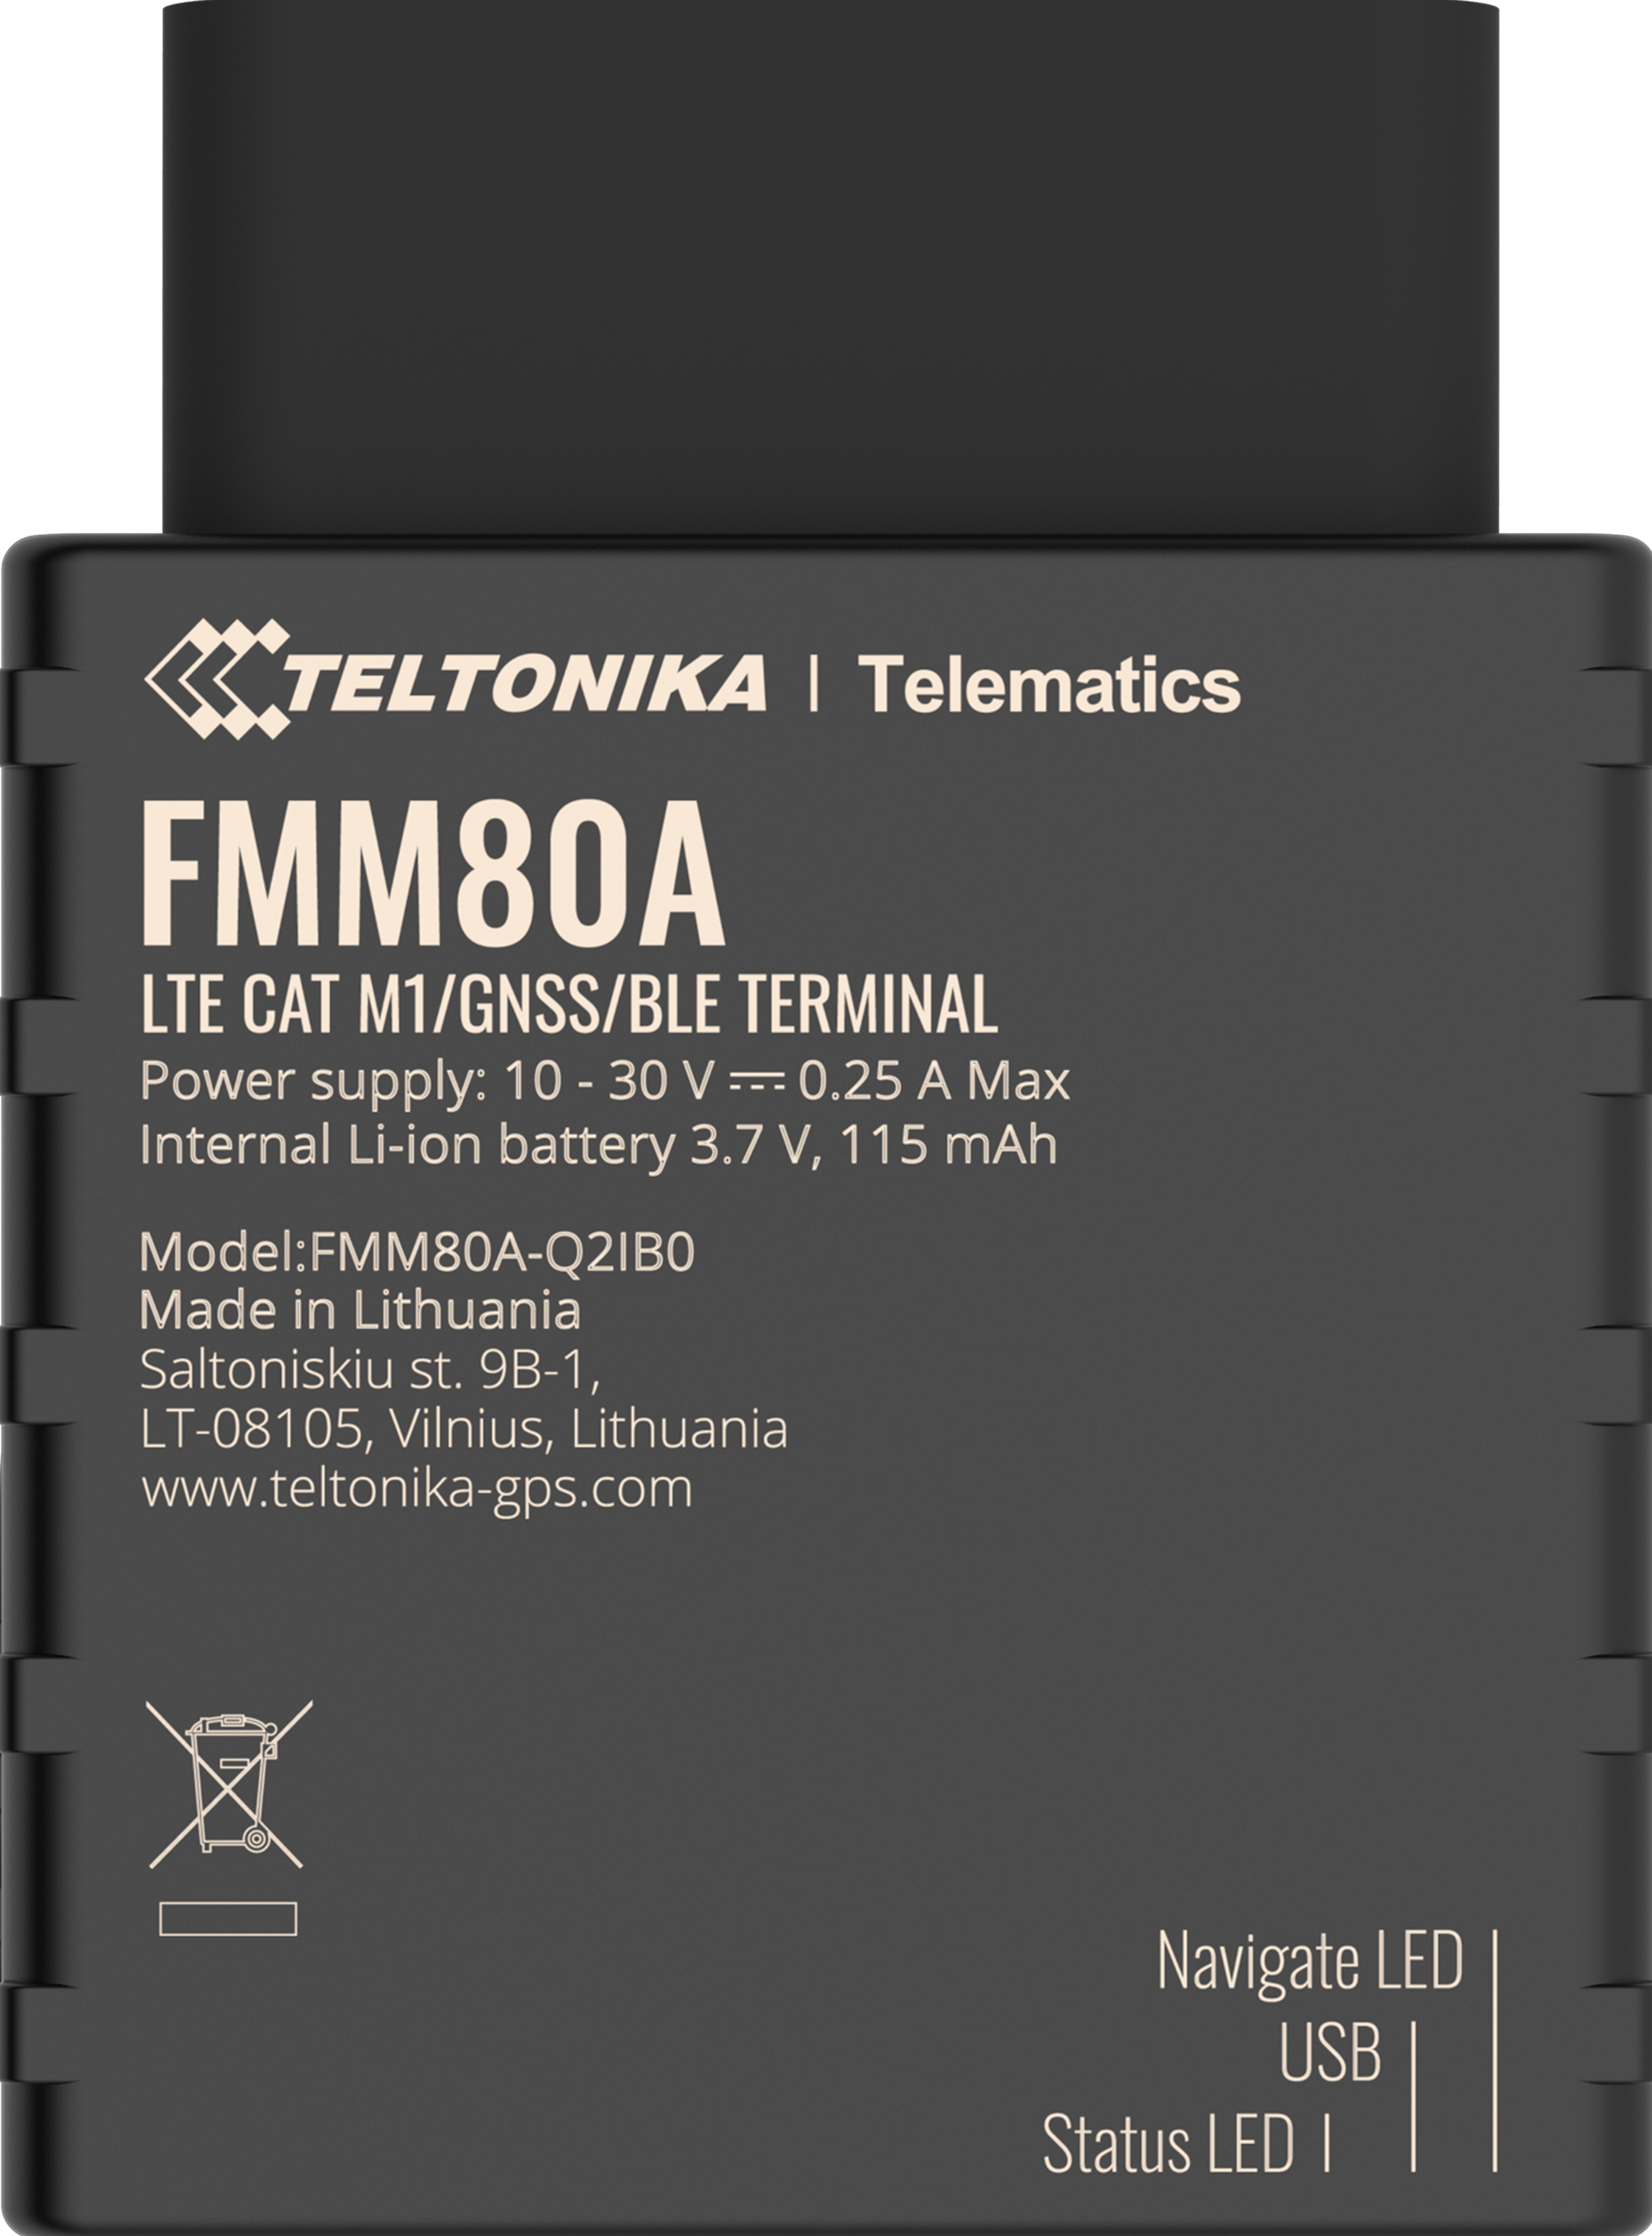 TELTONIKA | Telematics
FMM80A
LTE CAT M1/GNSS/BLE TERMINAL
Power supply: 10 - 30 V ⎓ 0.25 A Max
Internal Li-ion battery 3.7 V, 115 mAh
Model:FMM80A-Q2IB0
Made in Lithuania
Saltoniskiu st. 9B-1,
LT-08105, Vilnius, Lithuania
www.teltonika-gps.com
Navigate LED
USB
Status LED